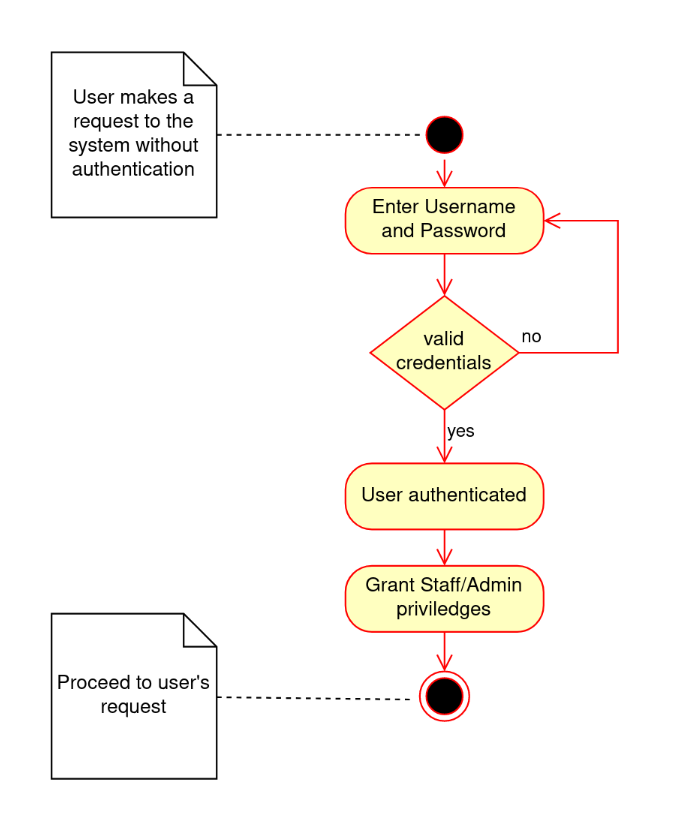 User makes a
request to the
system without
authentication
Enter Username
and Password
valid
credentials
no
yes
User authenticated
Grant Staff/Admin
priviledges
Proceed to user's
request